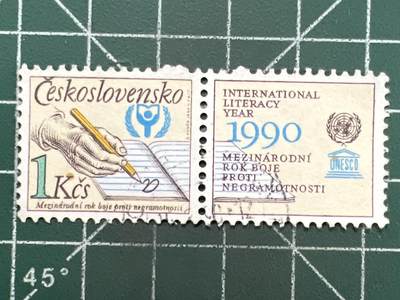 Československo
1 Kčs
Mezinárodní rok boje proti negramotnosti
INTERNATIONAL
LITERACY
YEAR
1990
MEZINÁRODNÍ
ROK BOJE
PROTI
NEGRAMOTNOSTI
UNESCO
45°